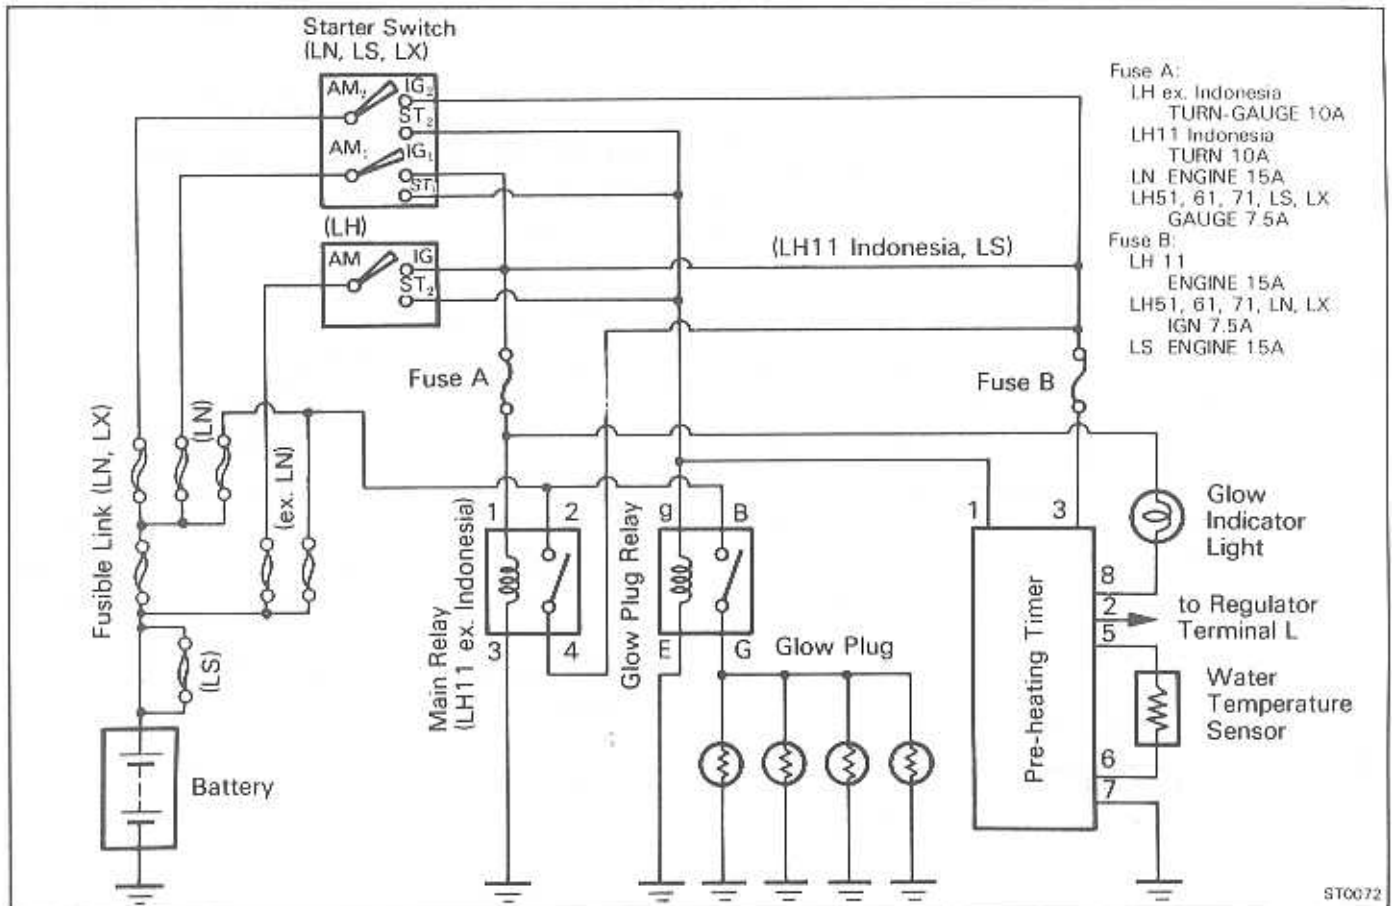 Starter Switch
(LN, LS, LX)
AM₂
IG₂
ST₂
AM₁
IG₁
ST₁
(LH)
AM
IG
ST₂
(LH11 Indonesia, LS)
Fuse A:
LH ex. Indonesia
TURN-GAUGE 10A
LH11 Indonesia
TURN 10A
LN ENGINE 15A
LH51, 61, 71, LS, LX
GAUGE 7.5A
Fuse B:
LH 11
ENGINE 15A
LH51, 61, 71, LN, LX
IGN 7.5A
LS ENGINE 15A
Fuse A
Fuse B
Fusible Link (LN, LX)
(LN)
(ex. LN)
(LS)
Battery
Main Relay
(LH11 ex. Indonesia)
1
2
3
4
Glow Plug Relay
g
B
E
G
Glow Plug
Pre-heating Timer
1
3
8
2
5
6
7
Glow
Indicator
Light
to Regulator
Terminal L
Water
Temperature
Sensor
ST0072